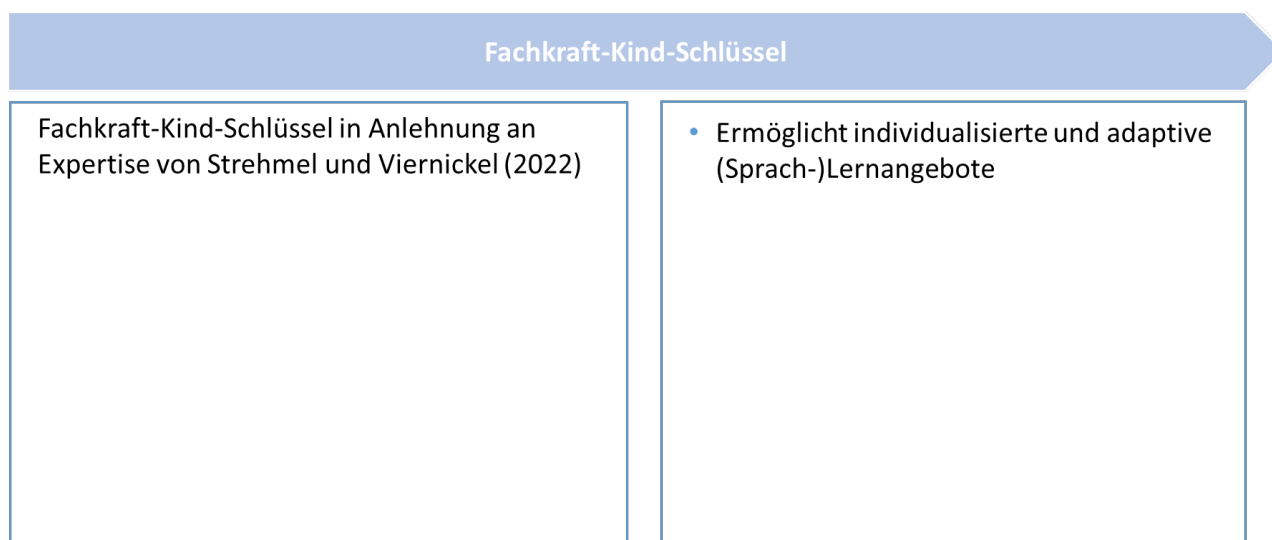 Fachkraft-Kind-Schlüssel
Fachkraft-Kind-Schlüssel in Anlehnung an
Expertise von Strehmel und Viernickel (2022)
• Ermöglicht individualisierte und adaptive
(Sprach-)Lernangebote